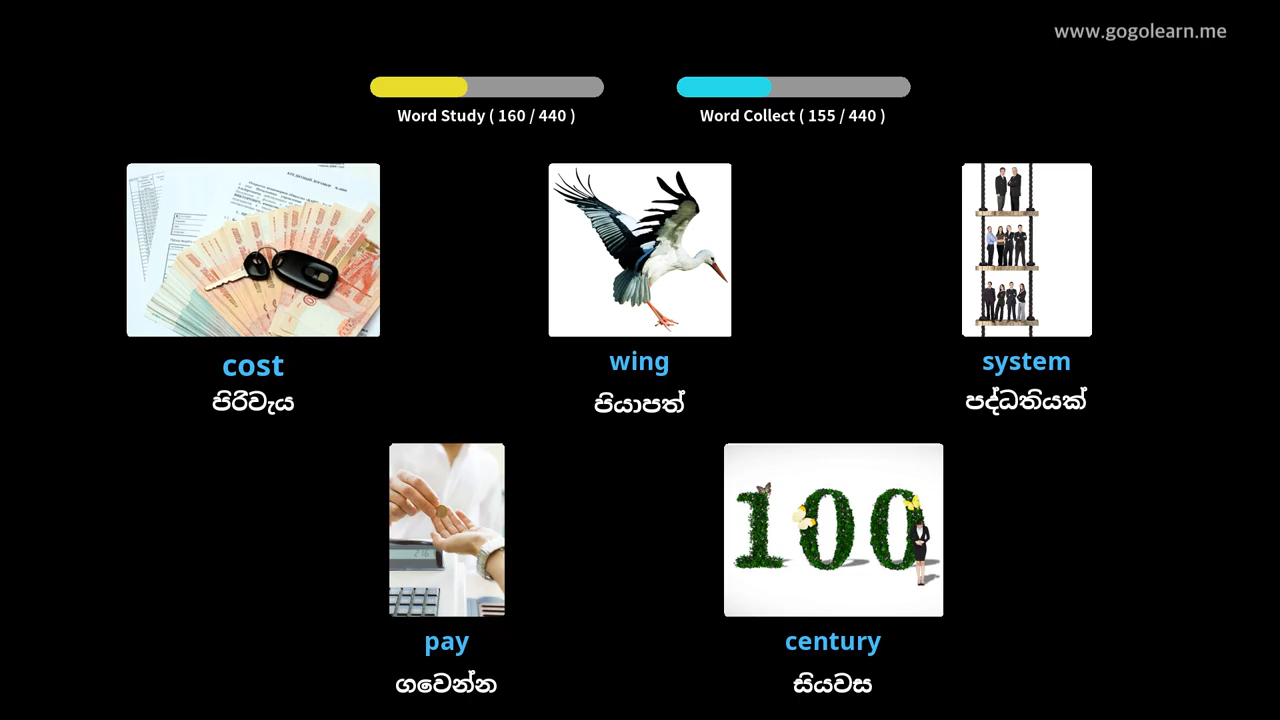 www.gogolearn.me
Word Study ( 160 / 440 )
Word Collect ( 155 / 440 )
cost
පිරිවැය
wing
පියාපත්
system
පද්ධතියක්
pay
ගෙවන්න
century
සියවස